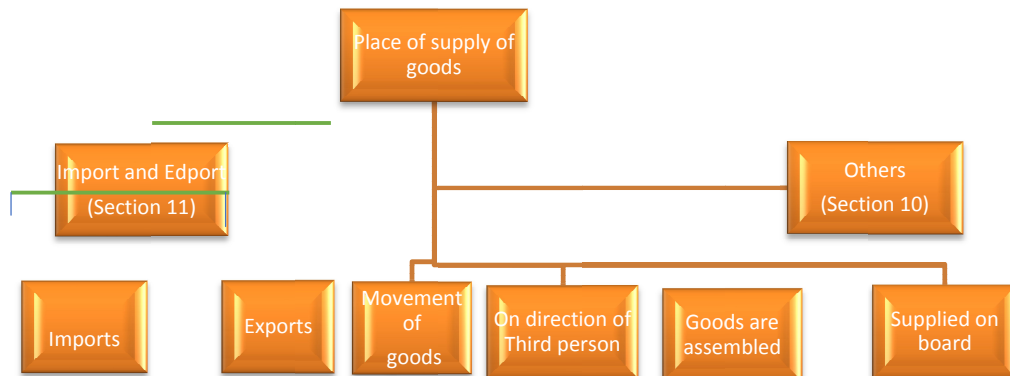 Place of supply of
goods
Import and Edport
(Section 11)
Others
(Section 10)
Imports
Exports
Movement
of
goods
On direction of
Third person
Goods are
assembled
Supplied on
board